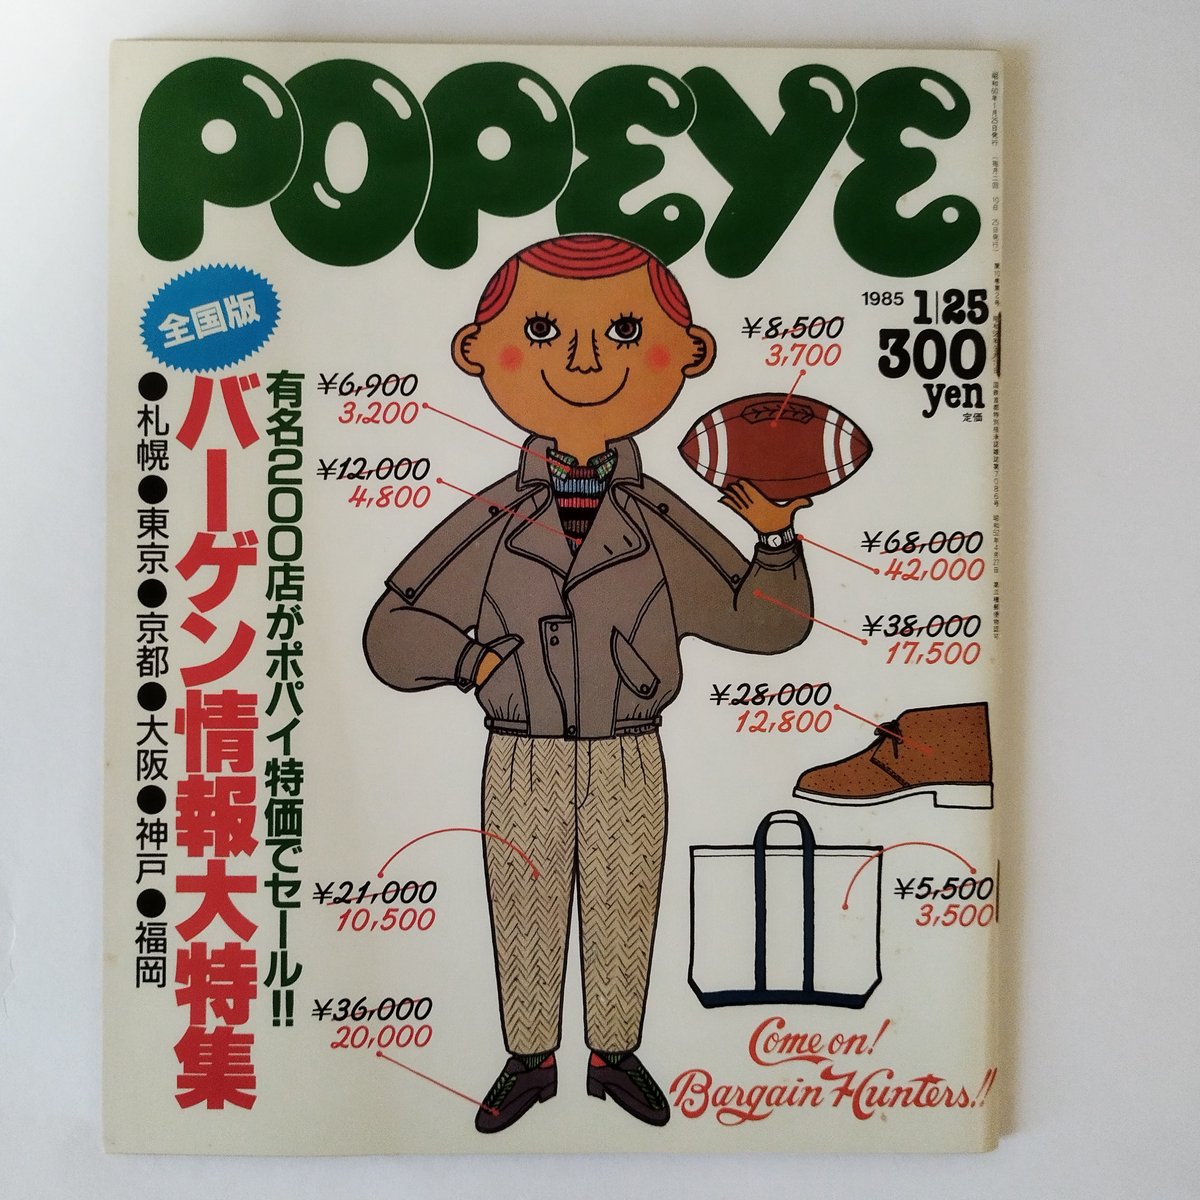 POPEYE
1985 1|25
300
yen
定価
全国版
有名200店がポパイ特価でセール!!
バーゲン情報大特集
●札幌●東京●京都●大阪●神戸●福岡
¥6,900
3,200
¥12,000
4,800
¥8,500
3,700
¥68,000
42,000
¥38,000
17,500
¥28,000
12,800
¥21,000
10,500
¥5,500
3,500
¥36,000
20,000
Come on!
Bargain Hunters!!